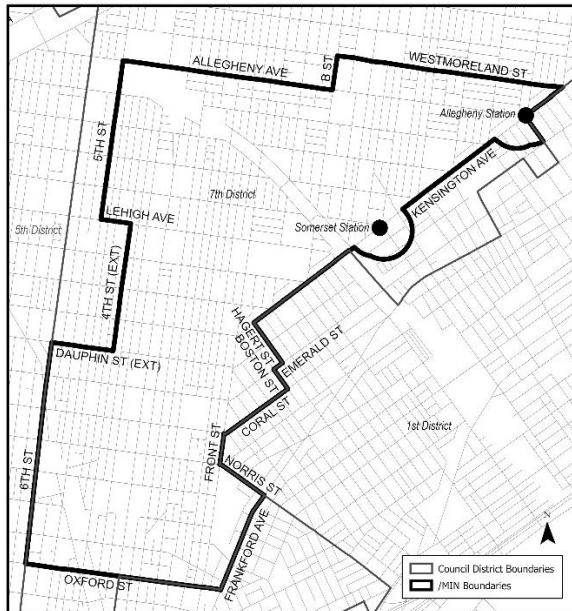 ALLEGHENY AVE
B ST
WESTMORELAND ST
Allegheny Station
5TH ST
KENSINGTON AVE
7th District
LEHIGH AVE
5th District
Somerset Station
4TH ST (EXT)
HAGERT ST
BOSTON ST
EMERALD ST
DAUPHIN ST (EXT)
CORAL ST
1st District
FRONT ST
NORRIS ST
6TH ST
FRANKFORD AVE
OXFORD ST
N
Council District Boundaries
/MIN Boundaries